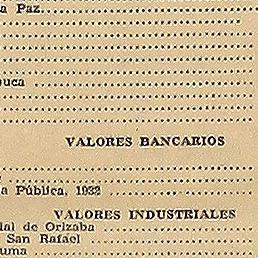 a Paz
uca
VALORES BANCARIOS
a Pública, 1932
VALORES INDUSTRIALES
ial de Orizaba
San Rafael
uma